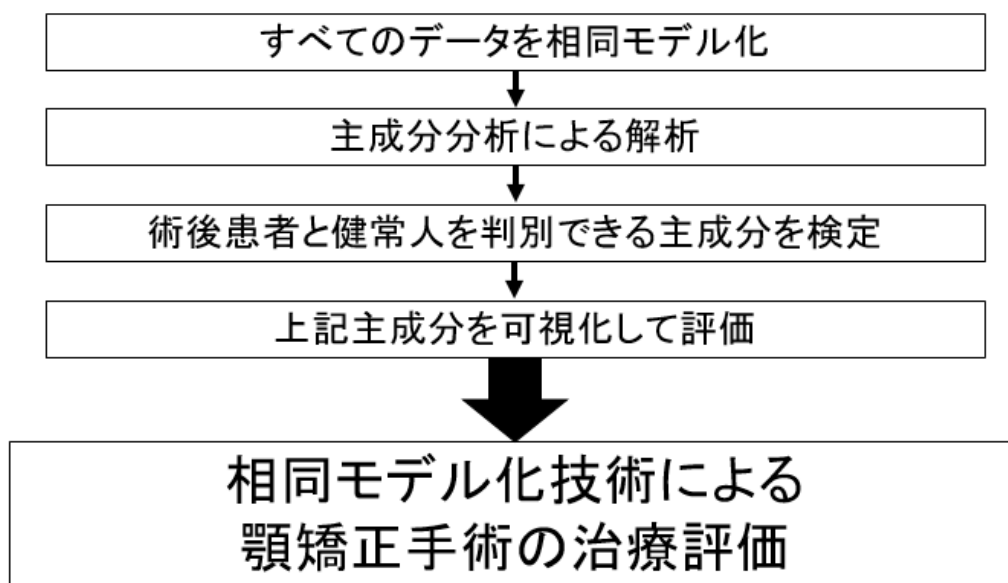 すべてのデータを相同モデル化
主成分分析による解析
術後患者と健常人を判別できる主成分を検定
上記主成分を可視化して評価
相同モデル化技術による
顎矯正手術の治療評価